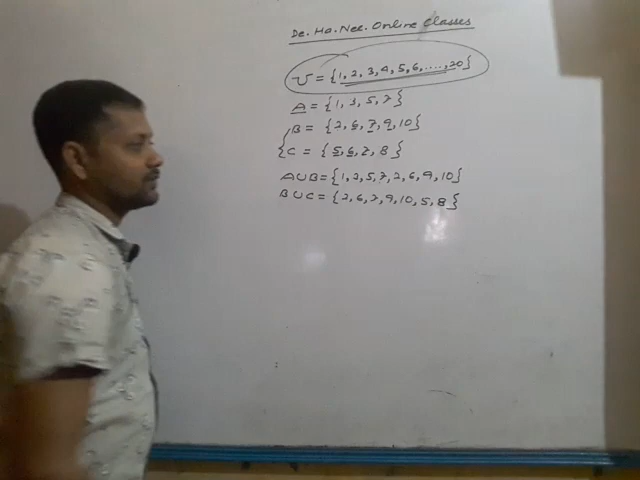 De. Ha. Nee. Online Classes
U = {1, 2, 3, 4, 5, 6, ...., 20}
A = {1, 3, 5, 7}
B = {2, 6, 7, 9, 10}
C = {5, 6, 7, 8}
A∪B = {1, 2, 5, 7, 2, 6, 9, 10}
B∪C = {2, 6, 7, 9, 10, 5, 8}